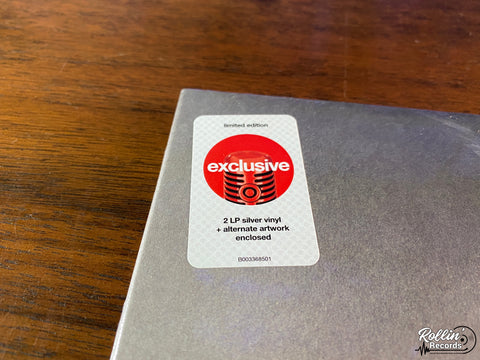 limited edition
exclusive
2 LP silver vinyl
+ alternate artwork
enclosed
B003368501
Rollin'
Records